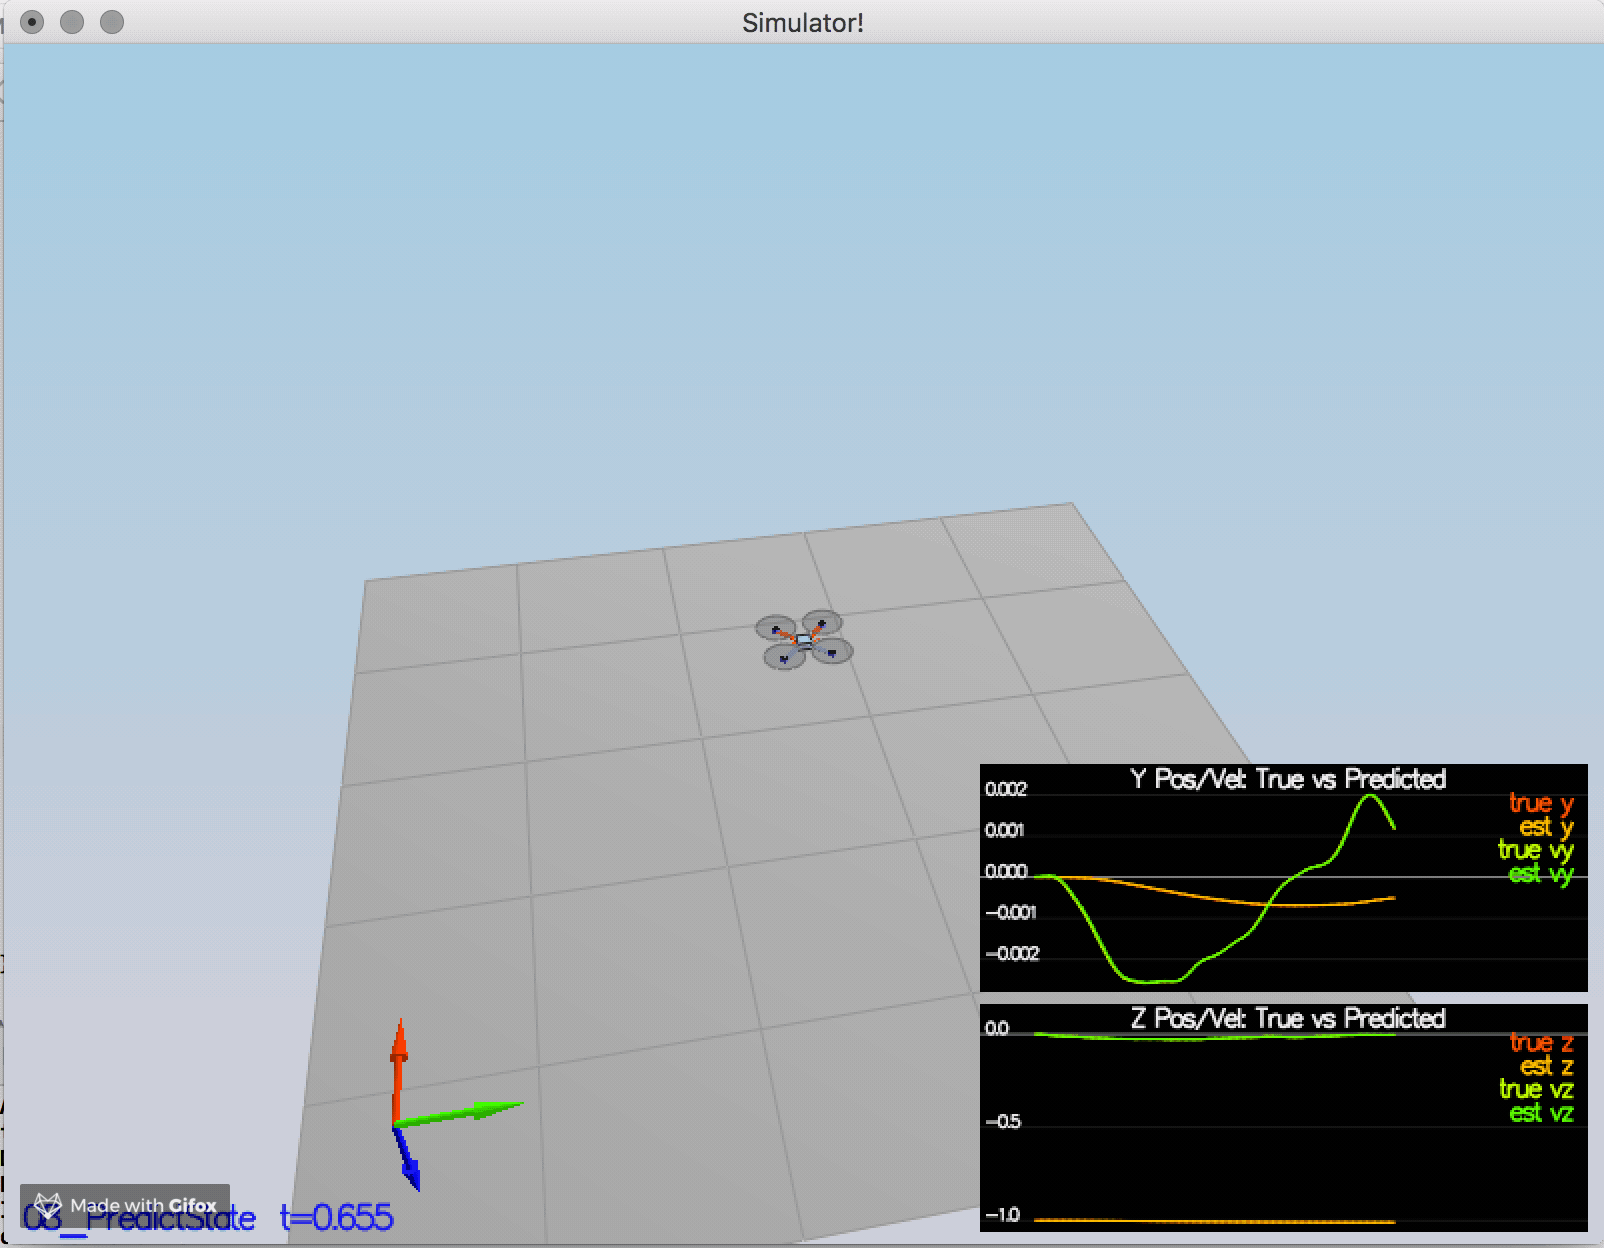 Simulator!
Y Pos/Vel: True vs Predicted
0.002
0.001
0.000
-0.001
-0.002
true y
est y
true vy
est vy
Z Pos/Vel: True vs Predicted
0.0
-0.5
-1.0
true z
est z
true vz
est vz
Made with Gifox
08_PredictState t=0.655